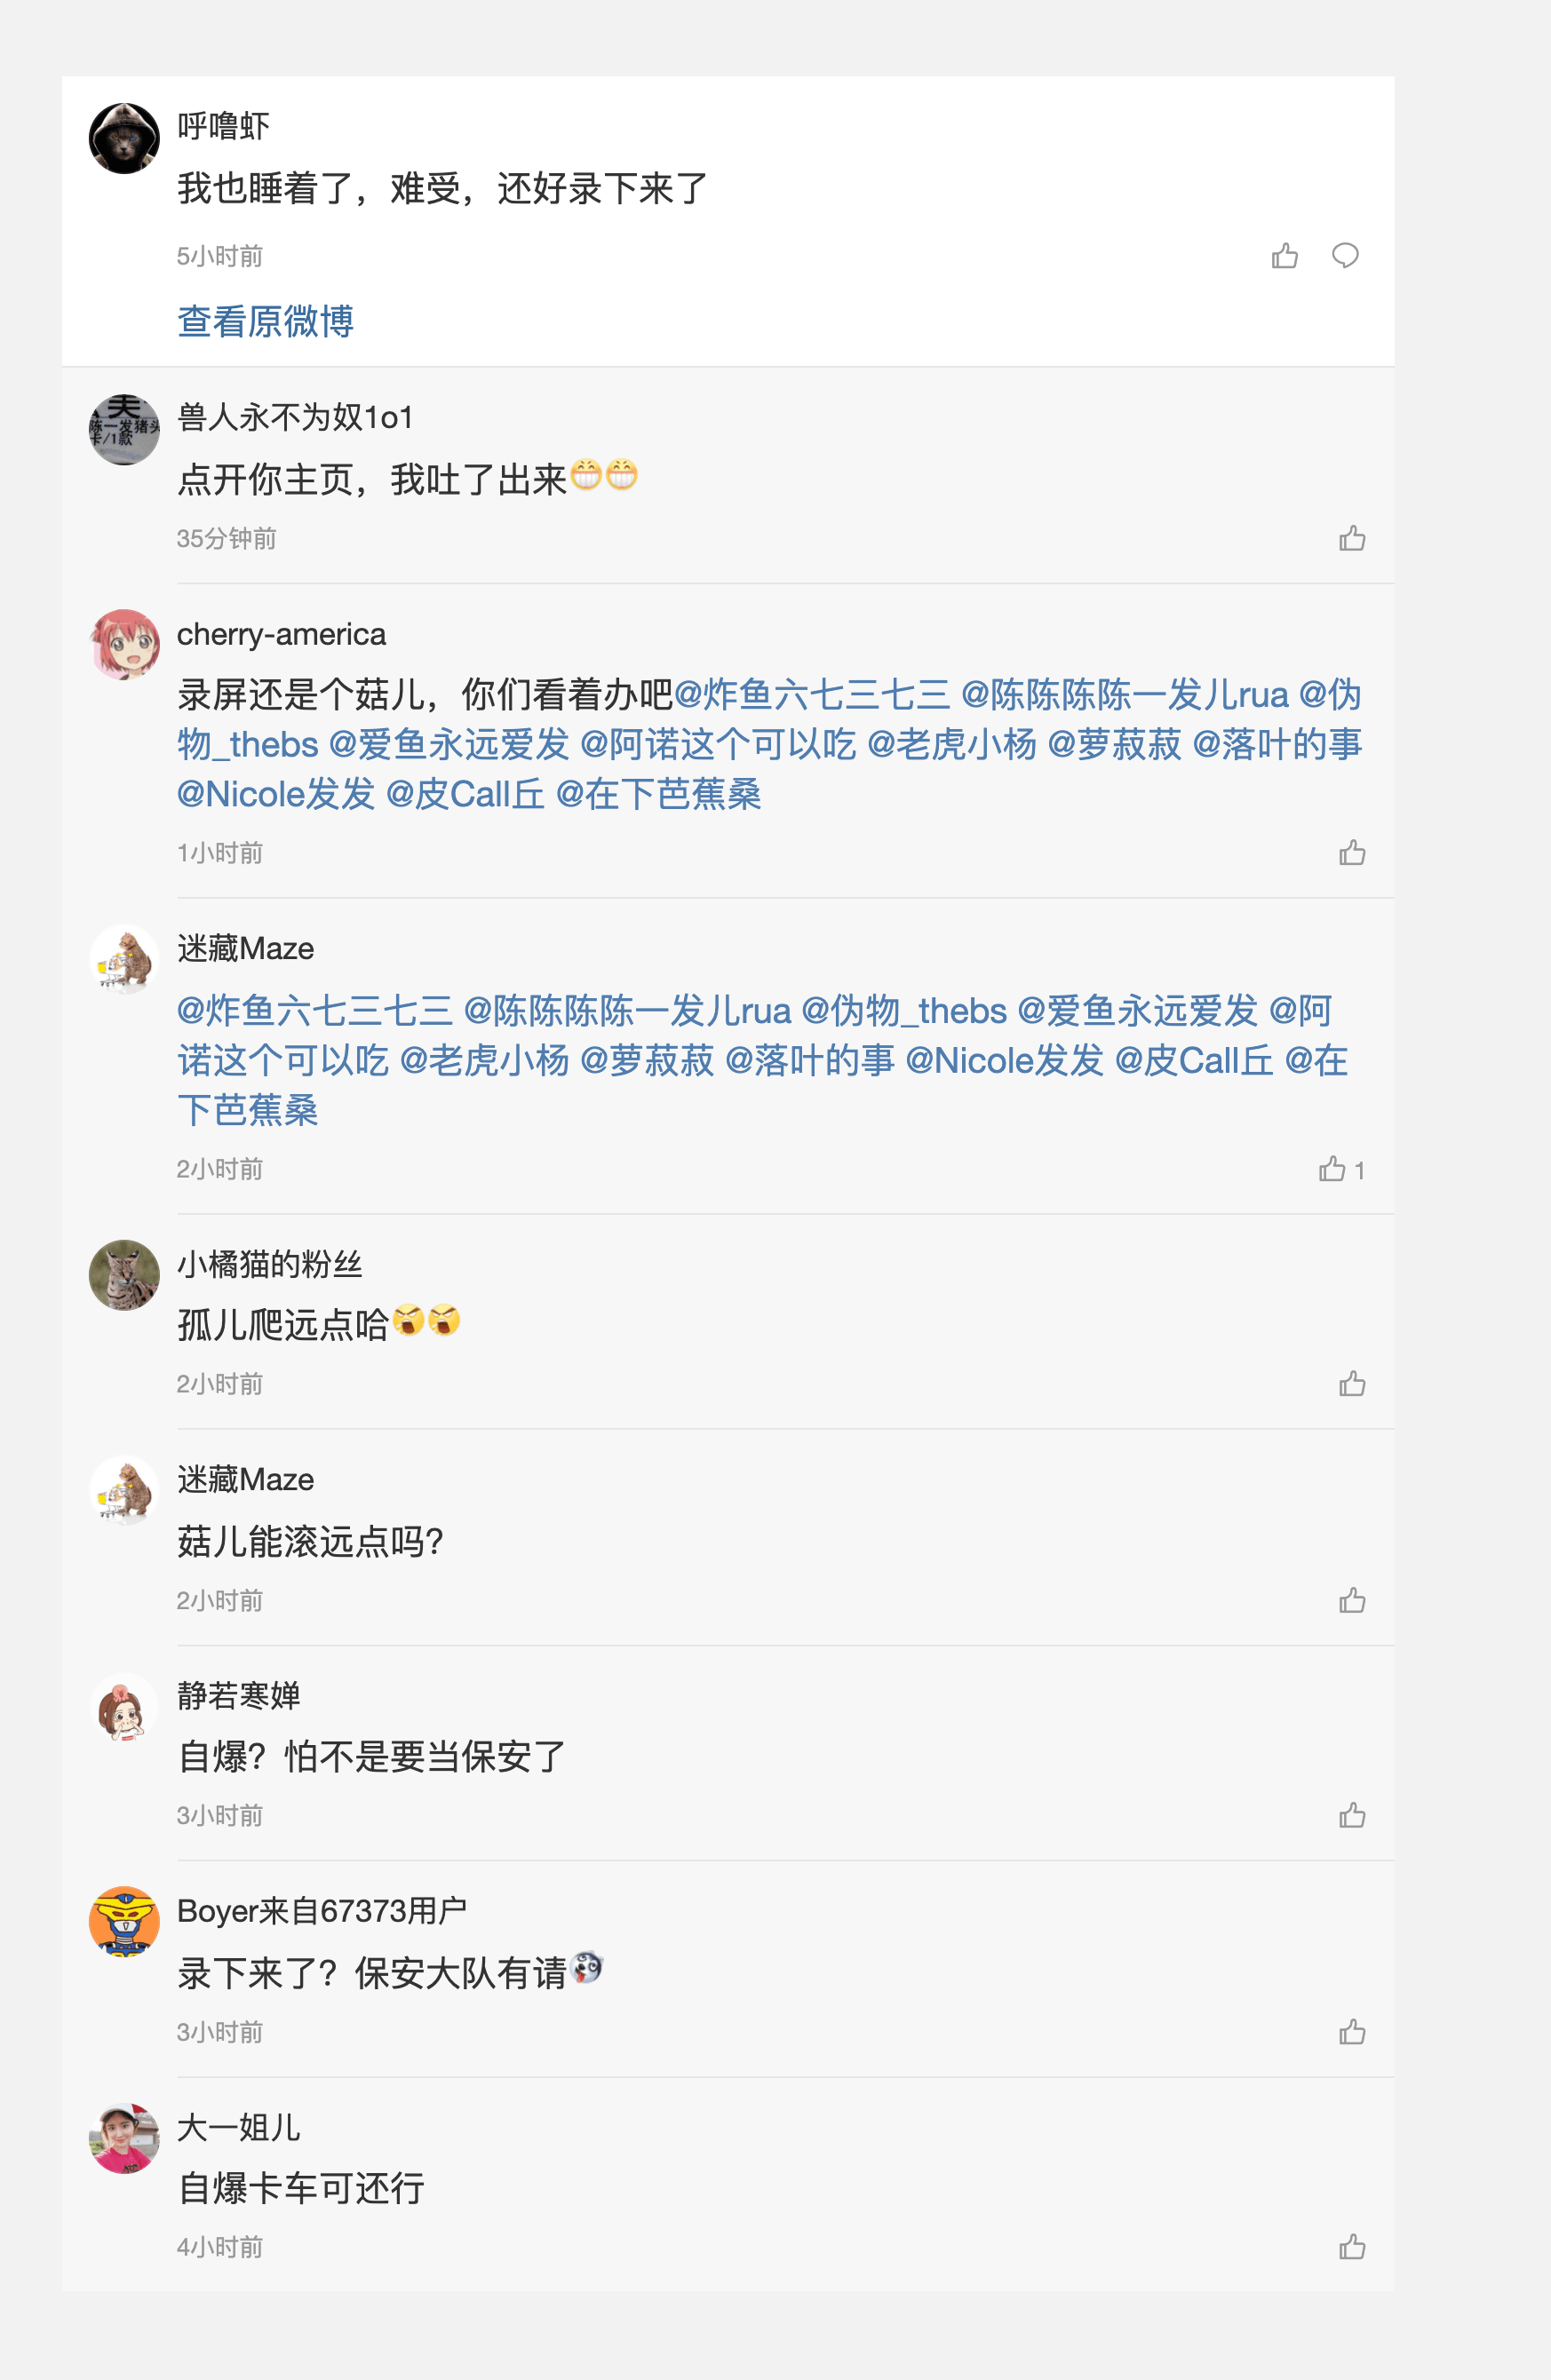 呼噜虾
我也睡着了，难受，还好录下来了
5小时前
查看原微博
美
陈一发猪头
卡/1款
兽人永不为奴1o1
点开你主页，我吐了出来😁😁
35分钟前
cherry-america
录屏还是个菇儿，你们看着办吧@炸鱼六七三七三 @陈陈陈陈一发儿rua @伪
物_thebs @爱鱼永远爱发 @阿诺这个可以吃 @老虎小杨 @萝菽菽 @落叶的事
@Nicole发发 @皮Call丘 @在下芭蕉桑
1小时前
迷藏Maze
@炸鱼六七三七三 @陈陈陈陈一发儿rua @伪物_thebs @爱鱼永远爱发 @阿
诺这个可以吃 @老虎小杨 @萝菽菽 @落叶的事 @Nicole发发 @皮Call丘 @在
下芭蕉桑
2小时前
1
小橘猫的粉丝
孤儿爬远点哈
2小时前
迷藏Maze
菇儿能滚远点吗？
2小时前
静若寒婵
自爆？怕不是要当保安了
3小时前
Boyer来自67373用户
录下来了？保安大队有请
3小时前
大一姐儿
自爆卡车可还行
4小时前